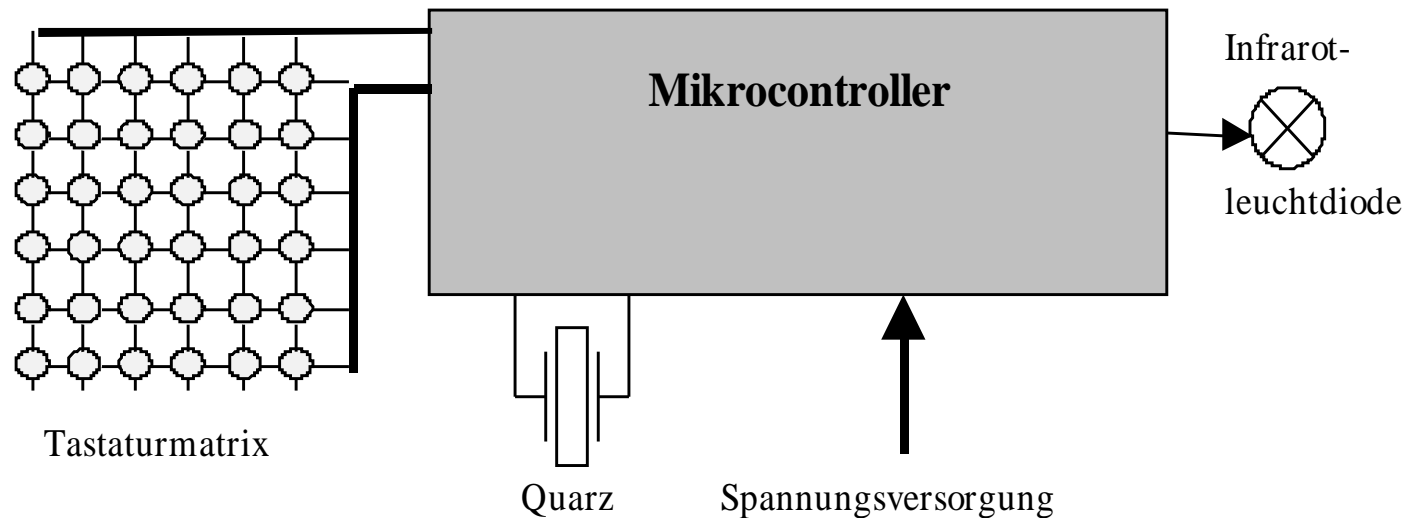 Infrarot-
Mikrocontroller
leuchtdiode
Tastaturmatrix
Quarz
Spannungsversorgung